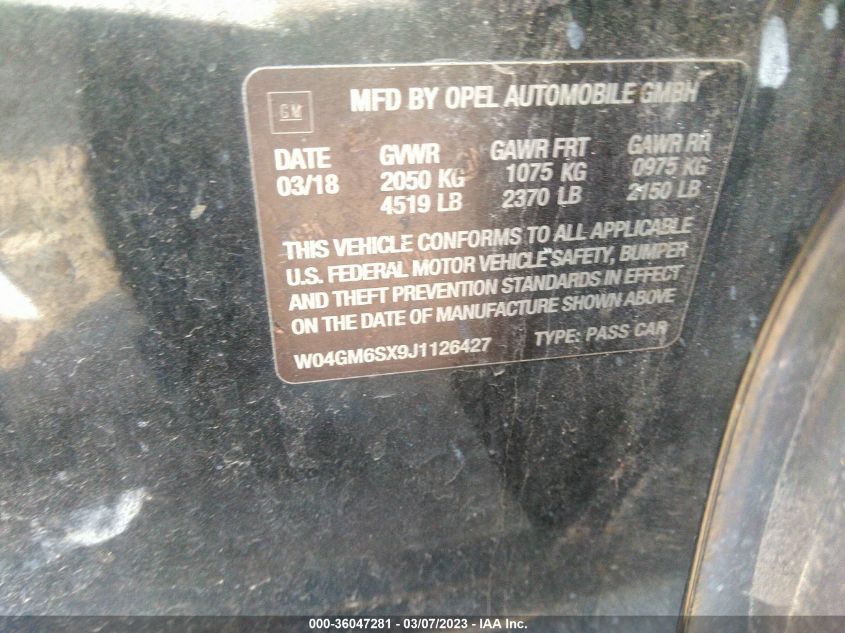 GM
MFD BY OPEL AUTOMOBILE GMBH
DATE GVWR GAWR FRT GAWR RR
03/18 2050 KG 1075 KG 0975 KG
4519 LB 2370 LB 2150 LB
THIS VEHICLE CONFORMS TO ALL APPLICABLE
U.S. FEDERAL MOTOR VEHICLE SAFETY, BUMPER
AND THEFT PREVENTION STANDARDS IN EFFECT
ON THE DATE OF MANUFACTURE SHOWN ABOVE
W04GM6SX9J1126427 TYPE: PASS CAR
000-36047281 - 03/07/2023 - IAA Inc.